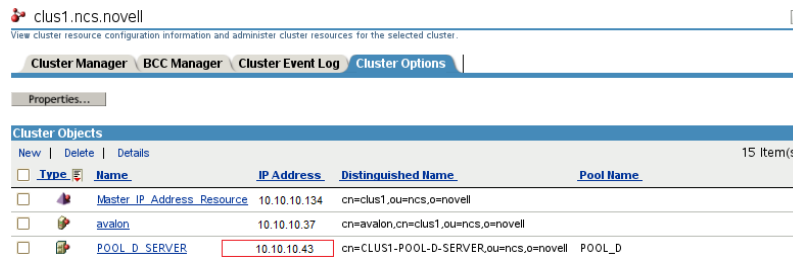 clus1.ncs.novell
View cluster resource configuration information and administer cluster resources for the selected cluster.
Cluster Manager BCC Manager Cluster Event Log Cluster Options
Properties...
Cluster Objects
New | Delete | Details 15 Item(s
Type Name IP Address Distinguished Name Pool Name
Master_IP_Address_Resource 10.10.10.134 cn=clus1,ou=ncs,o=novell
avalon 10.10.10.37 cn=avalon,cn=clus1,ou=ncs,o=novell
POOL_D_SERVER 10.10.10.43 cn=CLUS1-POOL-D-SERVER,ou=ncs,o=novell POOL_D